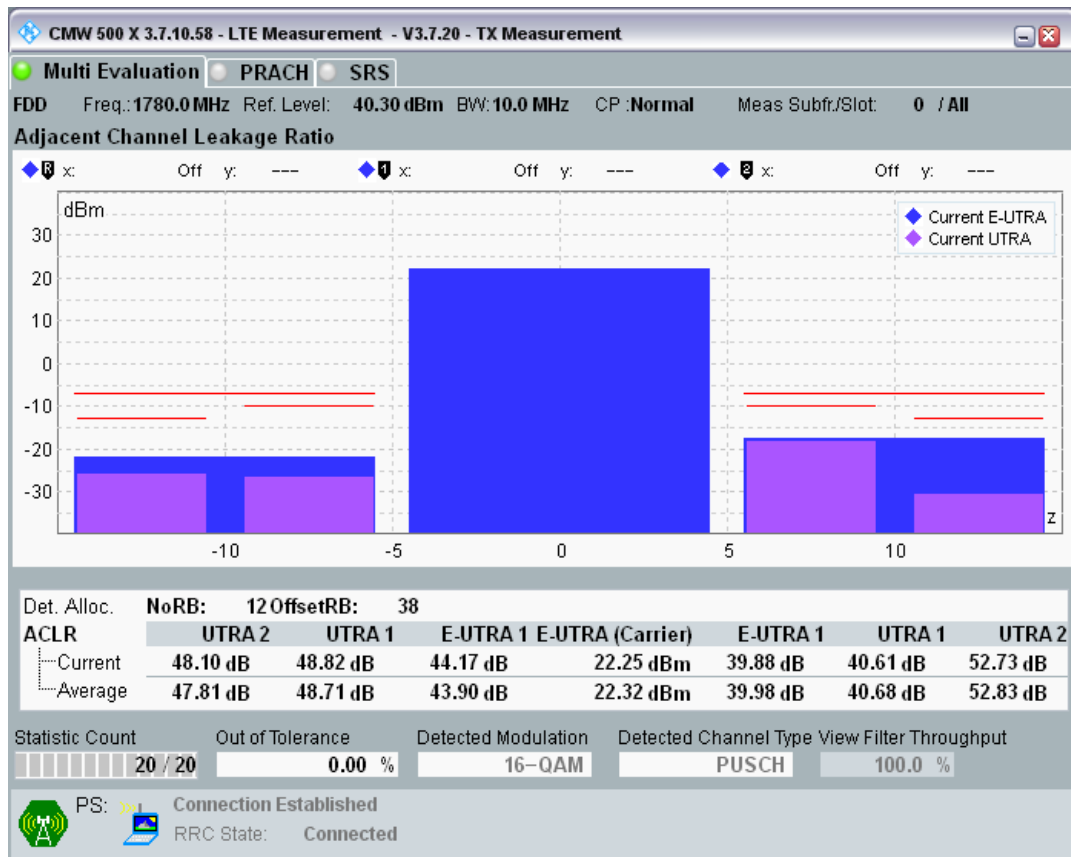 CMW 500 X 3.7.10.58 - LTE Measurement - V3.7.20 - TX Measurement
Multi Evaluation PRACH SRS
FDD Freq.: 1780.0 MHz Ref. Level: 40.30 dBm BW: 10.0 MHz CP :Normal Meas Subfr./Slot: 0 / All
Adjacent Channel Leakage Ratio
R x: Off y: --- 1 x: Off y: --- 2 x: Off y: ---
dBm
Current E-UTRA
Current UTRA
30
20
10
0
-10
-20
-30
z
-10 -5 0 5 10
Det. Alloc. NoRB: 12 OffsetRB: 38
ACLR UTRA 2 UTRA 1 E-UTRA 1 E-UTRA (Carrier) E-UTRA 1 UTRA 1 UTRA 2
Current 48.10 dB 48.82 dB 44.17 dB 22.25 dBm 39.88 dB 40.61 dB 52.73 dB
Average 47.81 dB 48.71 dB 43.90 dB 22.32 dBm 39.98 dB 40.68 dB 52.83 dB
Statistic Count Out of Tolerance Detected Modulation Detected Channel Type View Filter Throughput
20 / 20 0.00 % 16-QAM PUSCH 100.0 %
PS: Connection Established
RRC State: Connected